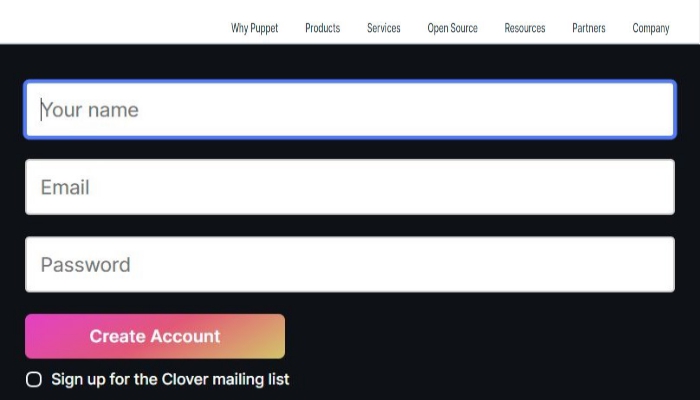 Why Puppet Products Services Open Source Resources Partners Company
Your name
Email
Password
Create Account
Sign up for the Clover mailing list